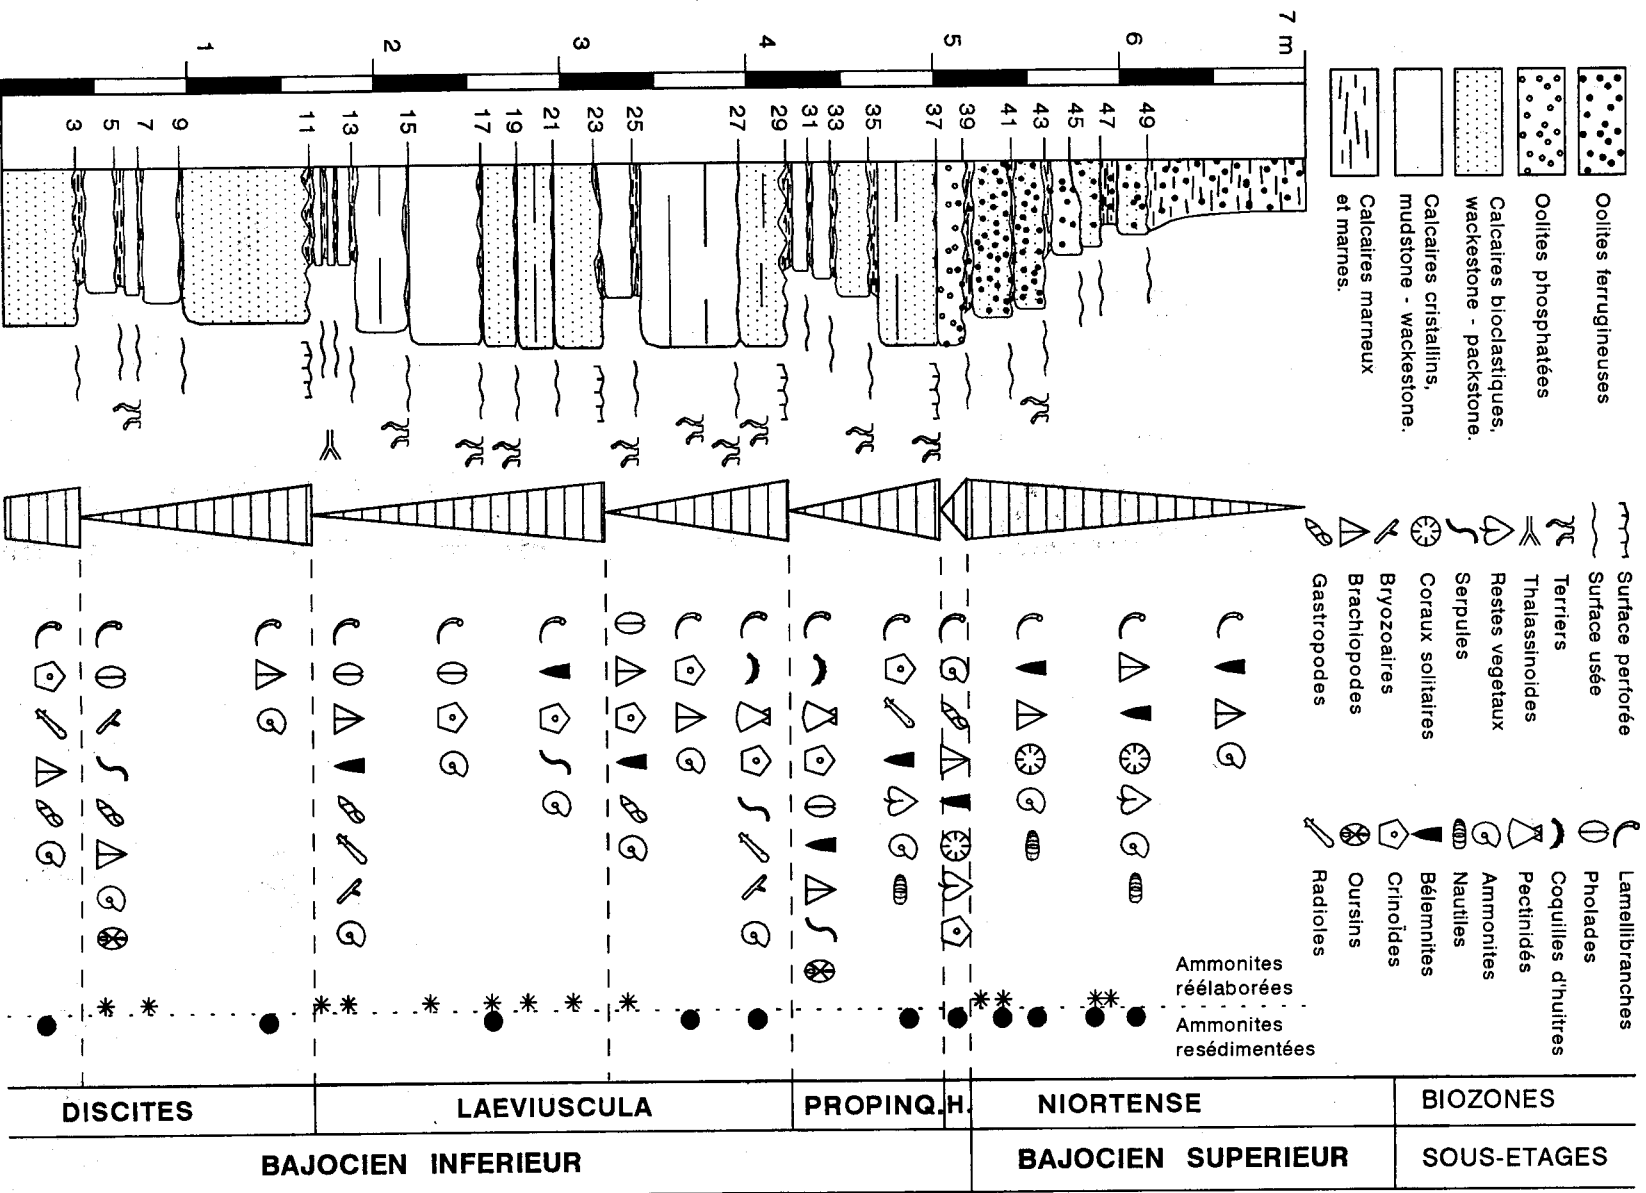 1
2
3
4
5
6
7 m
3
5
7
9
11
13
15
17
19
21
23
25
27
29
31
33
35
37
39
41
43
45
47
49
Oolites ferrugineuses
Oolites phosphatées
Calcaires bioclastiques,
wackestone - packstone.
Calcaires cristallins,
mudstone - wackestone.
Calcaires marneux
et marnes.
Surface perforée
Surface usée
Terriers
Thalassinoides
Restes vegetaux
Serpules
Coraux solitaires
Bryozoaires
Brachiopodes
Gastropodes
Lamellibranches
Pholades
Coquilles d'huitres
Pectinidés
Ammonites
Nautiles
Bélemnites
Crinoïdes
Oursins
Radioles
Ammonites
réélaborées
Ammonites
resédimentées
DISCITES LAEVIUSCULA PROPINQ. H. NIORTENSE BIOZONES
BAJOCIEN INFERIEUR BAJOCIEN SUPERIEUR SOUS-ETAGES